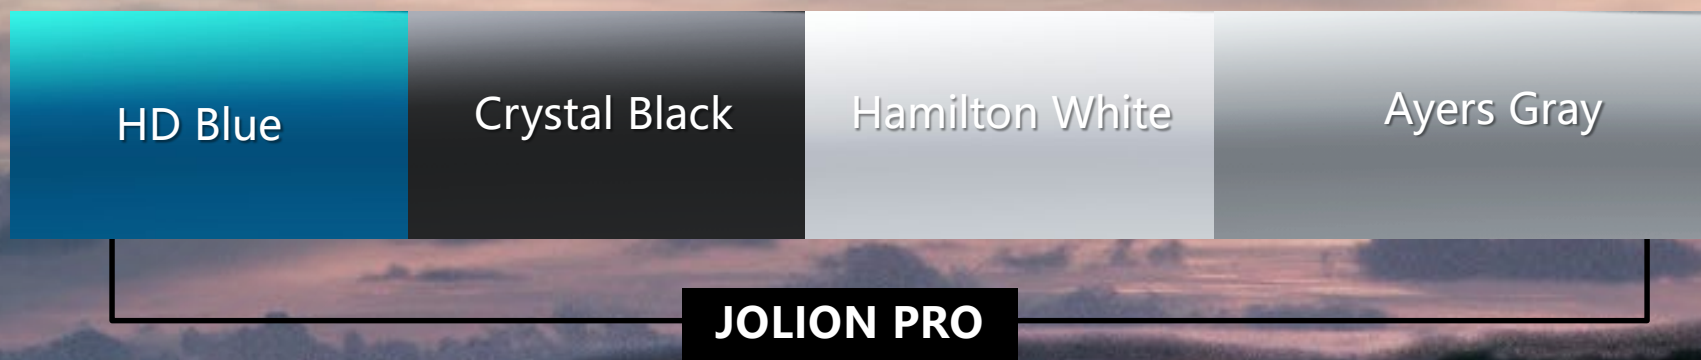 HD Blue
Crystal Black
Hamilton White
Ayers Gray
JOLION PRO